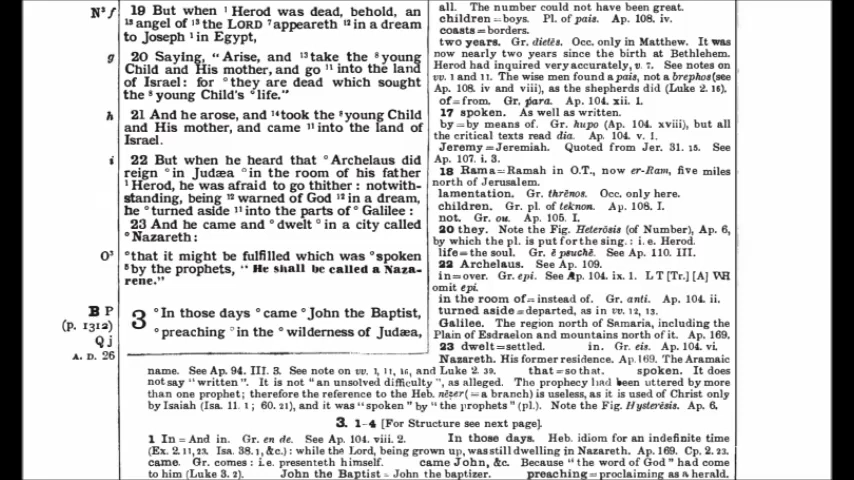 N³ f
19 But when ¹ Herod was dead, behold, an
¹³ angel of ¹³ the LORD ⁷ appeareth ¹² in a dream
to Joseph ¹ in Egypt,
g
20 Saying, "Arise, and ¹³ take the ⁸ young
Child and His mother, and go ¹¹ into the land
of Israel: for °they are dead which sought
the ⁸ young Child's °life."
h
21 And he arose, and ¹⁴ took the ⁸ young Child
and His mother, and came ¹¹ into the land of
Israel.
i
22 But when he heard that °Archelaus did
reign °in Judæa °in the room of his father
¹ Herod, he was afraid to go thither: notwith-
standing, being ¹² warned of God ¹² in a dream,
he °turned aside ¹¹ into the parts of °Galilee:
23 And he came and °dwelt °in a city called
°Nazareth:
O³
°that it might be fulfilled which was °spoken
⁵ by the prophets, "He shall be called a Naza-
rene."
B P
(p. 1312)
Q j
A. D. 26
3 °In those days °came °John the Baptist,
°preaching °in the °wilderness of Judæa,
all. The number could not have been great.
children = boys. Pl. of pais. Ap. 108. iv.
coasts = borders.
two years. Gr. dietēs. Occ. only in Matthew. It was
now nearly two years since the birth at Bethlehem.
Herod had inquired very accurately, v. 7. See notes on
vv. 1 and 11. The wise men found a pais, not a brephos (see
Ap. 108. iv and viii), as the shepherds did (Luke 2. 16).
of = from. Gr. para. Ap. 104. xii. 1.
17 spoken. As well as written.
by = by means of. Gr. hupo (Ap. 104. xviii), but all
the critical texts read dia. Ap. 104. v. 1.
Jeremy = Jeremiah. Quoted from Jer. 31. 15. See
Ap. 107. i. 3.
18 Rama = Ramah in O.T., now er-Ram, five miles
north of Jerusalem.
lamentation. Gr. thrēnos. Occ. only here.
children. Gr. pl. of teknon. Ap. 108. I.
not. Gr. ou. Ap. 105. I.
20 they. Note the Fig. Heterōsis (of Number), Ap. 6,
by which the pl. is put for the sing.: i.e. Herod.
life = the soul. Gr. ē psuchē. See Ap. 110. III.
22 Archelaus. See Ap. 109.
in = over. Gr. epi. See Ap. 104. ix. 1. L T [Tr.] [A] WH
omit epi.
in the room of = instead of. Gr. anti. Ap. 104. ii.
turned aside = departed, as in vv. 12, 13.
Galilee. The region north of Samaria, including the
Plain of Esdraelon and mountains north of it. Ap. 169.
23 dwelt = settled. in. Gr. eis. Ap. 104. vi.
Nazareth. His former residence. Ap. 169. The Aramaic
name. See Ap. 94. III. 3. See note on vv. 1, 11, 16, and Luke 2. 39. that = so that. spoken. It does
not say "written". It is not "an unsolved difficulty", as alleged. The prophecy had been uttered by more
than one prophet; therefore the reference to the Heb. nēẓer (= a branch) is useless, as it is used of Christ only
by Isaiah (Isa. 11. 1; 60. 21), and it was "spoken" by "the prophets" (pl.). Note the Fig. Hysterēsis. Ap. 6,
3. 1-4 [For Structure see next page].
1 In = And in. Gr. en de. See Ap. 104. viii. 2. In those days. Heb. idiom for an indefinite time
(Ex. 2. 11, 23. Isa. 38. 1, &c.): while the Lord, being grown up, was still dwelling in Nazareth. Ap. 169. Cp. 2. 23.
came. Gr. comes: i.e. presenteth himself. came John, &c. Because "the word of God" had come
to him (Luke 3. 2). John the Baptist = John the baptizer. preaching = proclaiming as a herald.